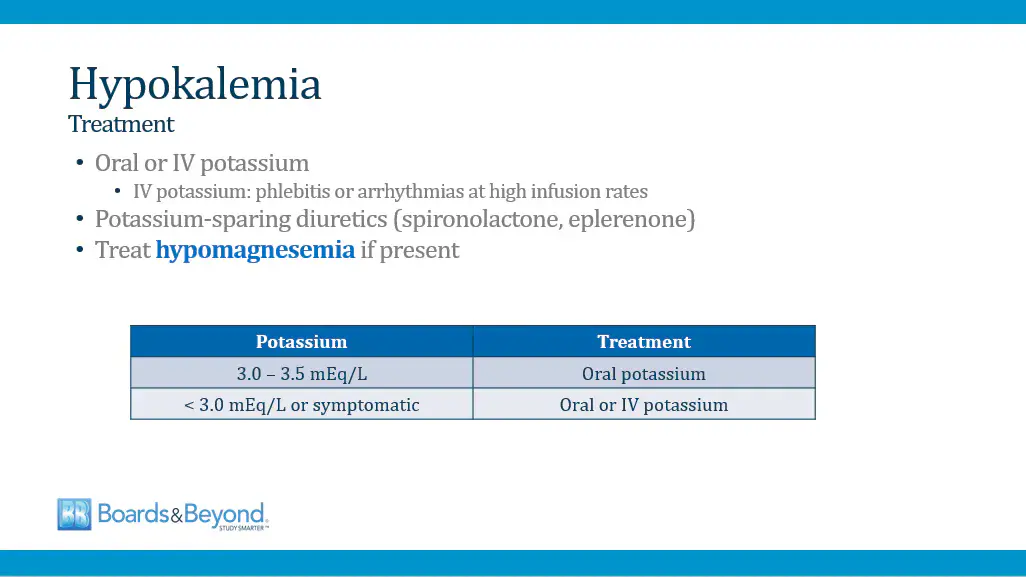 Hypokalemia
Treatment
• Oral or IV potassium
• IV potassium: phlebitis or arrhythmias at high infusion rates
• Potassium-sparing diuretics (spironolactone, eplerenone)
• Treat hypomagnesemia if present
Potassium Treatment
3.0 – 3.5 mEq/L Oral potassium
< 3.0 mEq/L or symptomatic Oral or IV potassium
BB Boards&Beyond®
STUDY SMARTER™